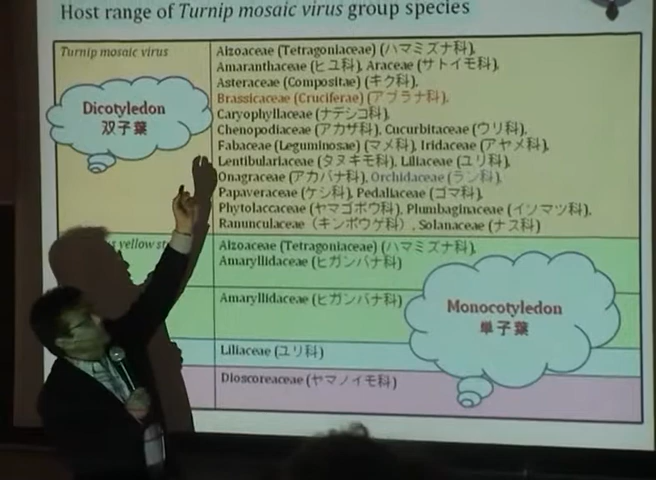 Host range of Turnip mosaic virus group species
Turnip mosaic virus
Aizoaceae (Tetragoniaceae) (ハマミズナ科),
Amaranthaceae (ヒユ科), Araceae (サトイモ科),
Asteraceae (Compositae) (キク科),
Brassicaceae (Cruciferae) (アブラナ科),
Caryophyllaceae (ナデシコ科),
Chenopodiaceae (アカザ科), Cucurbitaceae (ウリ科),
Fabaceae (Leguminosae) (マメ科), Iridaceae (アヤメ科),
Lentibulariaceae (タヌキモ科), Liliaceae (ユリ科),
Onagraceae (アカバナ科), Orchidaceae (ラン科),
Papaveraceae (ケシ科), Pedaliaceae (ゴマ科),
Phytolaccaceae (ヤマゴボウ科), Plumbaginaceae (イソマツ科),
Ranunculaceae (キンポウゲ科) , Solanaceae (ナス科)
Dicotyledon
双子葉
yellow
Aizoaceae (Tetragoniaceae) (ハマミズナ科),
Amaryllidaceae (ヒガンバナ科)
Amaryllidaceae (ヒガンバナ科)
Monocotyledon
単子葉
Liliaceae (ユリ科)
Dioscoreaceae (ヤマノイモ科)